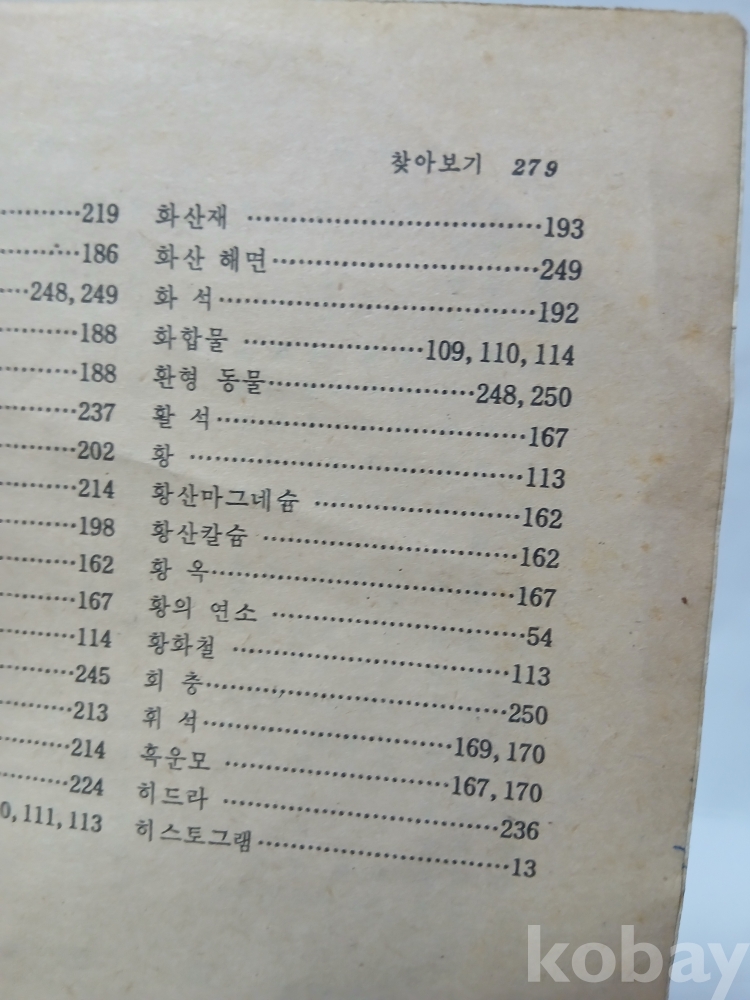 찾아보기 279
219
186
248, 249
188
188
237
202
214
198
162
167
114
245
213
214
224
0, 111, 113
화산재 193
화산 해면 249
화 석 192
화합물 109, 110, 114
환형 동물 248, 250
활 석 167
황 113
황산마그네슘 162
황산칼슘 162
황 옥 167
황의 연소 54
황화철 113
회 충 250
휘 석 169, 170
흑운모 167, 170
히드라 236
히스토그램 13
kobay